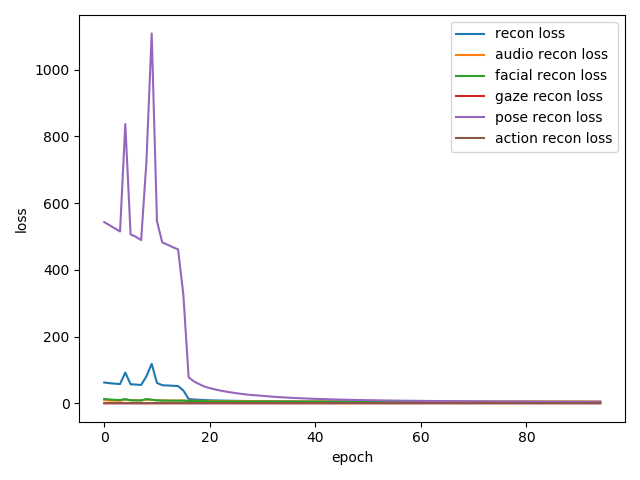 recon loss
audio recon loss
facial recon loss
gaze recon loss
pose recon loss
action recon loss
loss
1000
800
600
400
200
0
0 20 40 60 80
epoch